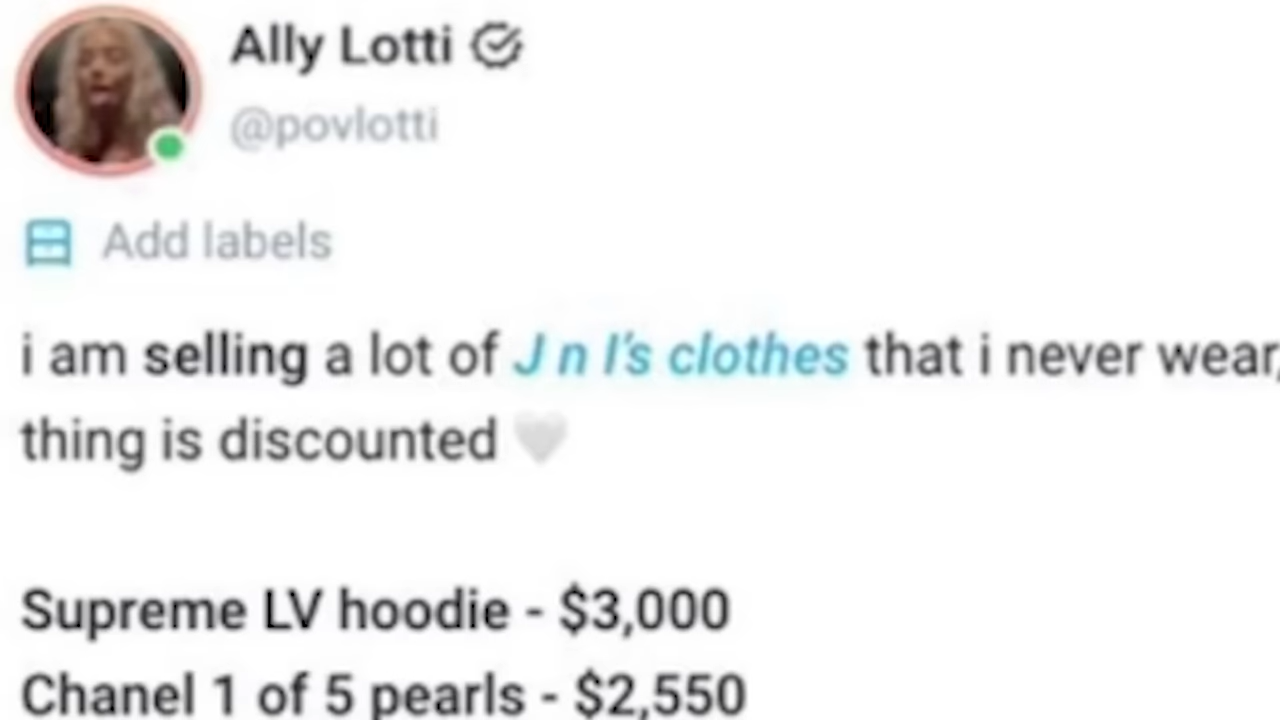 Ally Lotti
@povlotti
Add labels
i am selling a lot of J n I's clothes that i never wear,
thing is discounted 🤍
Supreme LV hoodie - $3,000
Chanel 1 of 5 pearls - $2,550